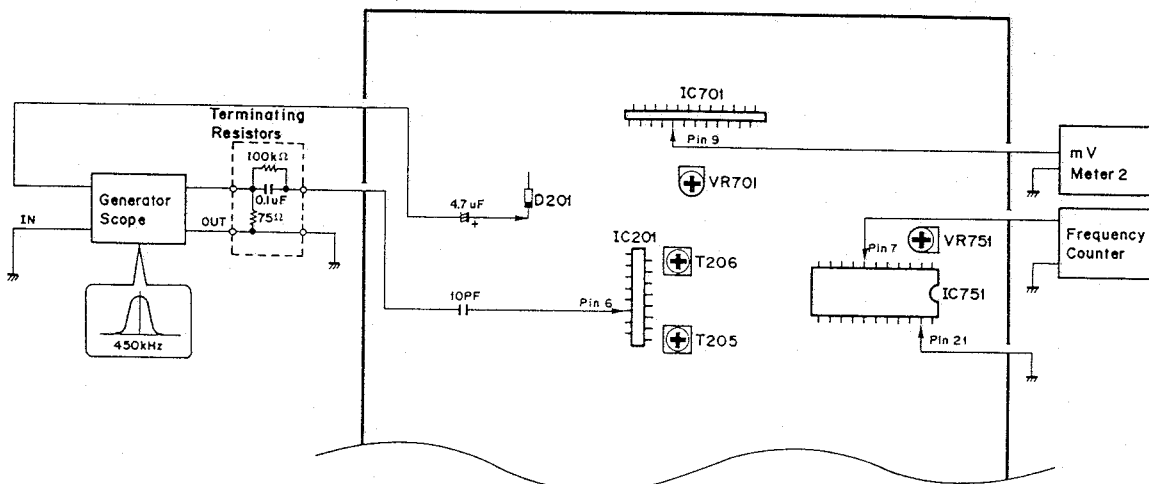 Terminating
Resistors
100kΩ
0.1uF
75Ω
Generator
Scope
IN
OUT
450kHz
4.7uF
+
D201
10PF
Pin 6
IC201
T206
T205
IC701
Pin 9
VR701
Pin 7
VR751
IC751
Pin 21
mV
Meter 2
Frequency
Counter